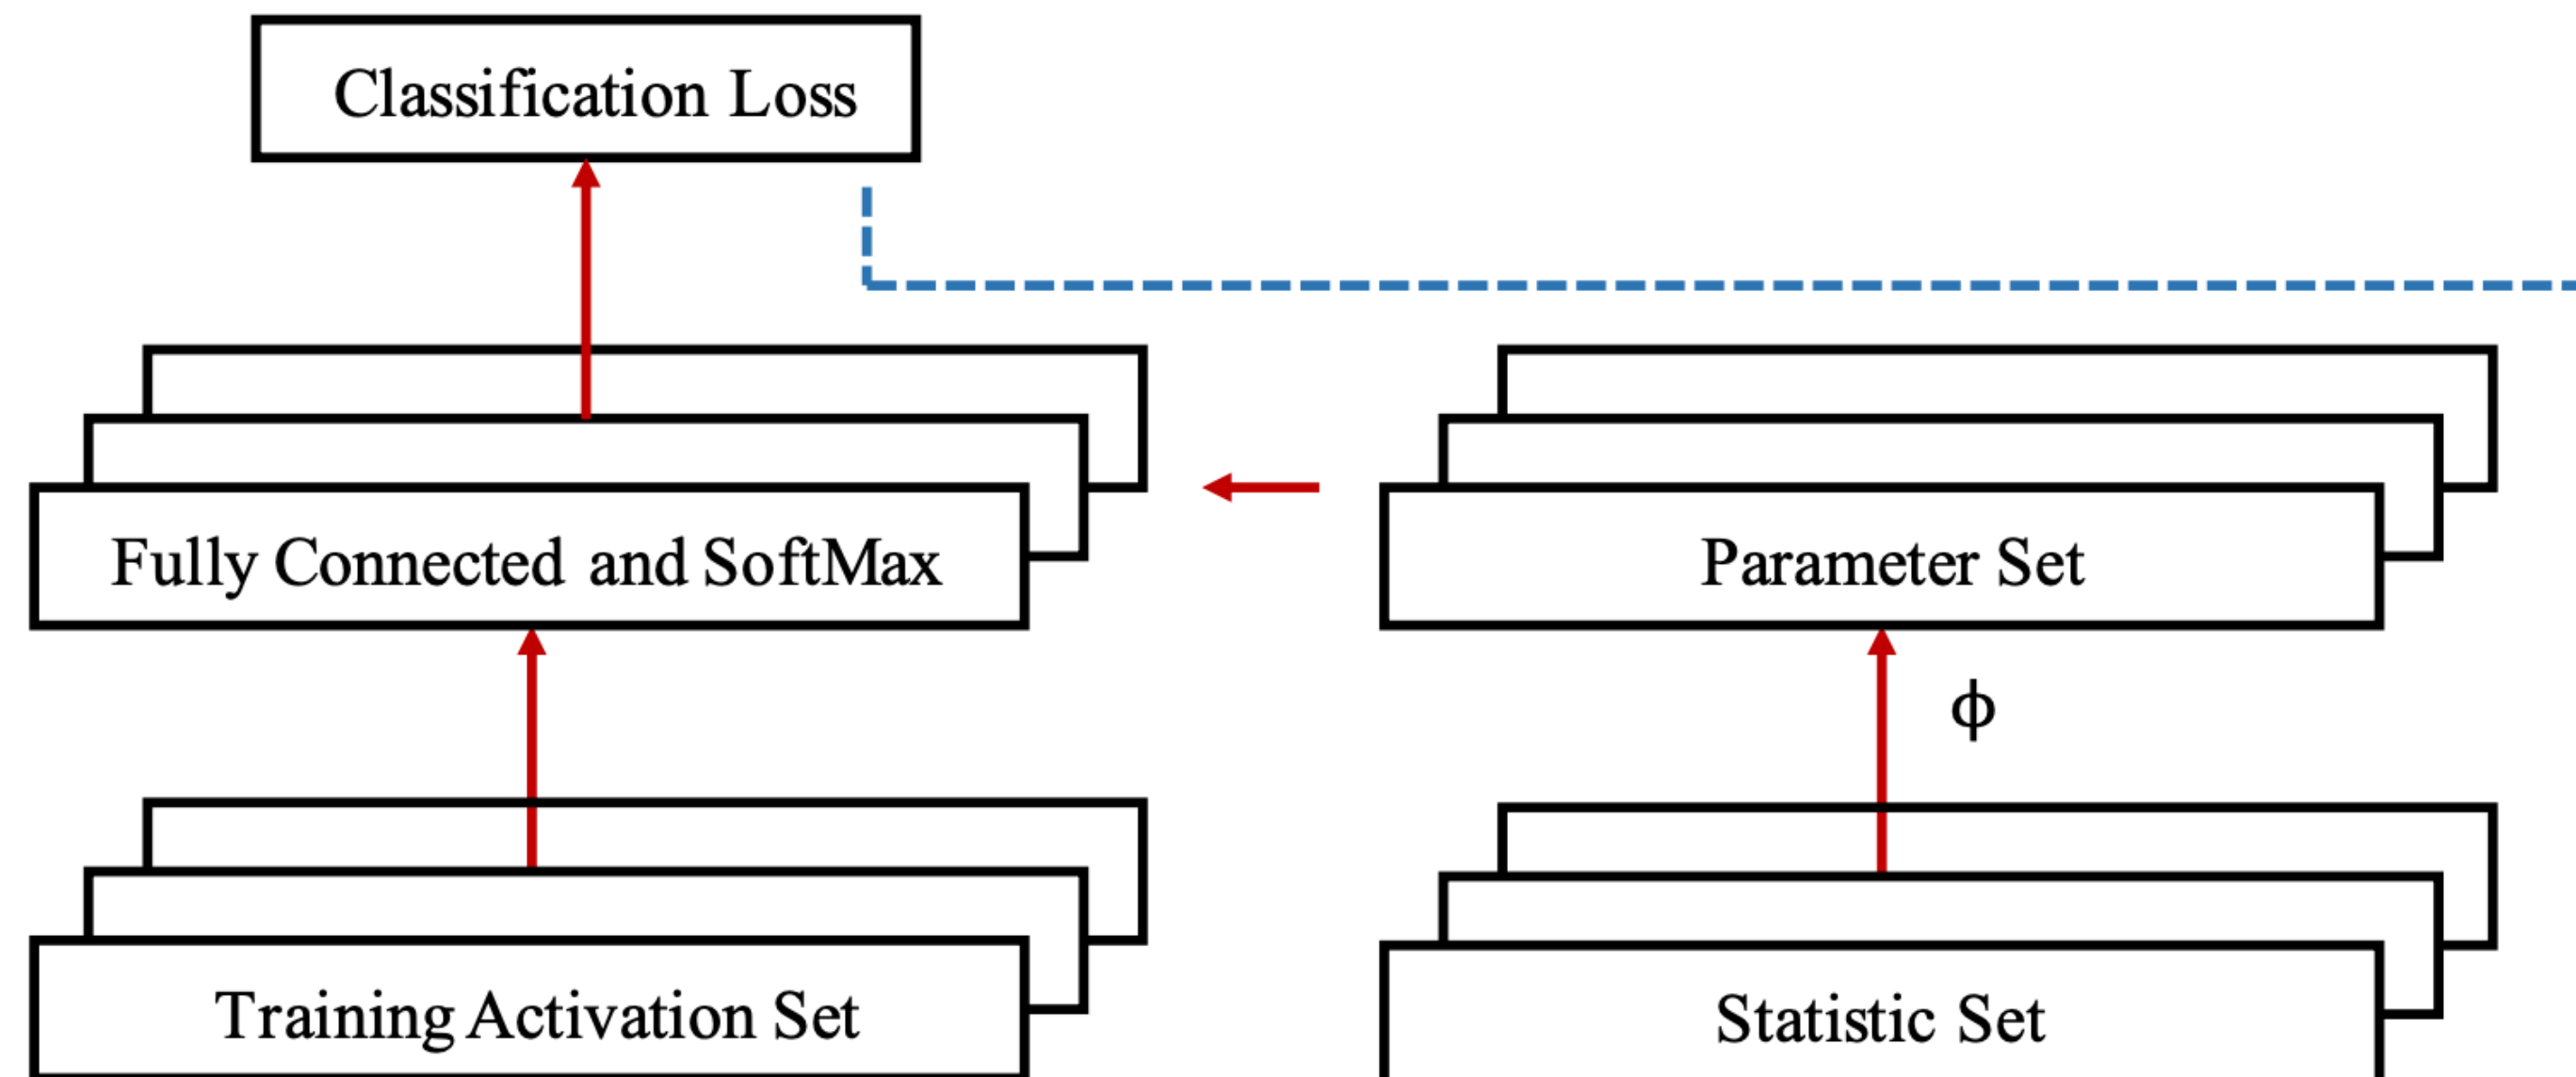 Classification Loss
Fully Connected and SoftMax
Parameter Set
ϕ
Training Activation Set
Statistic Set